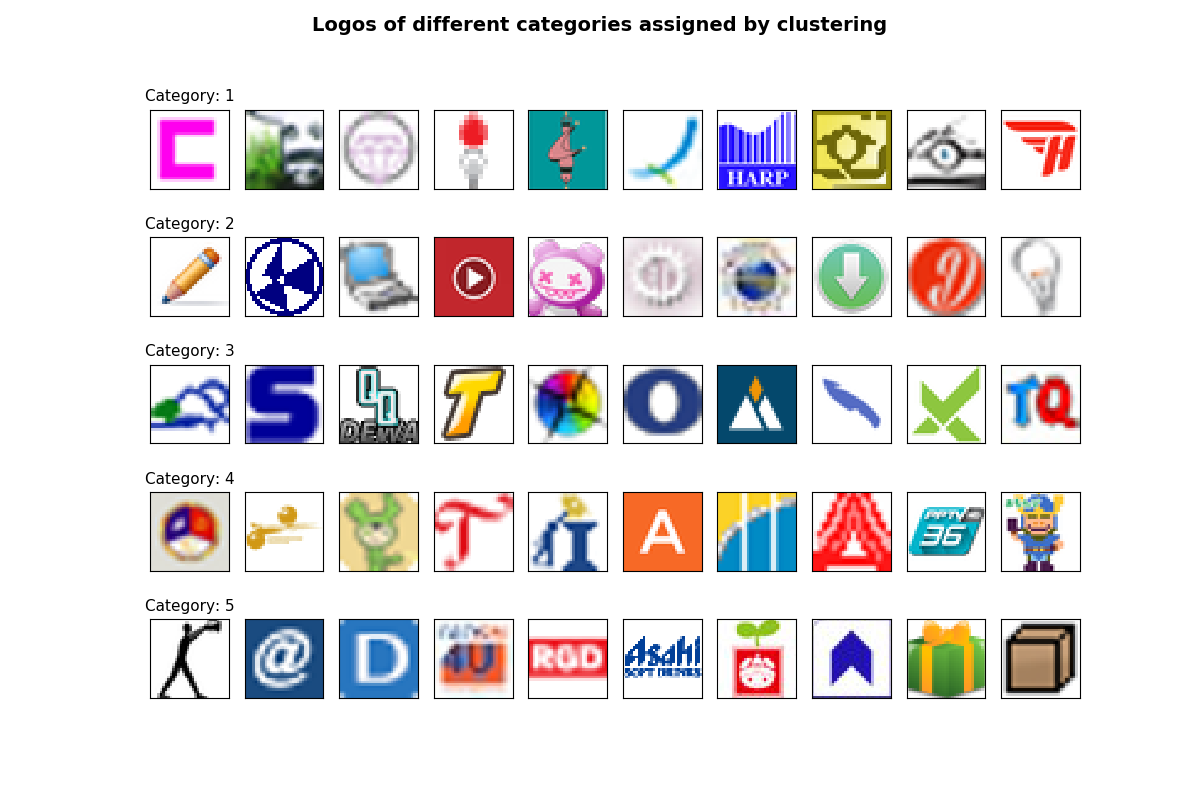 Logos of different categories assigned by clustering
Category: 1
C
HARP
H
Category: 2
Category: 3
S
QQ
T
O
TQ
Category: 4
T
A
36
Category: 5
@
D
4U
RGD
Asahi
SOFT DRINKS